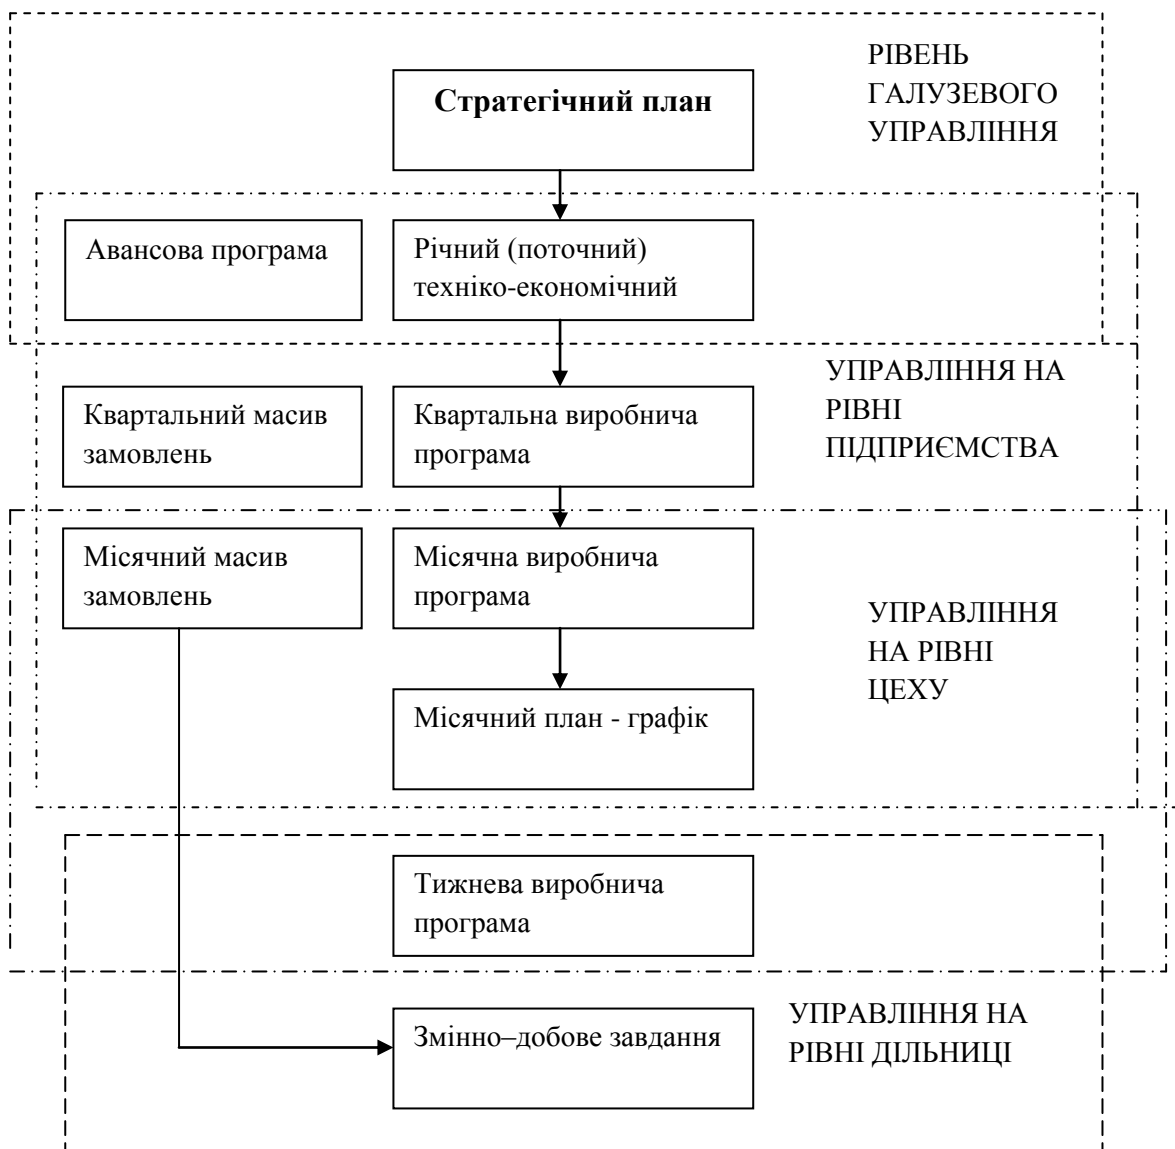 РІВЕНЬ
ГАЛУЗЕВОГО
УПРАВЛІННЯ
Стратегічний план
Авансова програма
Річний (поточний)
техніко-економічний
УПРАВЛІННЯ НА
РІВНІ
ПІДПРИЄМСТВА
Квартальний масив
замовлень
Квартальна виробнича
програма
Місячний масив
замовлень
Місячна виробнича
програма
УПРАВЛІННЯ
НА РІВНІ
ЦЕХУ
Місячний план - графік
Тижнева виробнича
програма
Змінно–добове завдання
УПРАВЛІННЯ НА
РІВНІ ДІЛЬНИЦІ